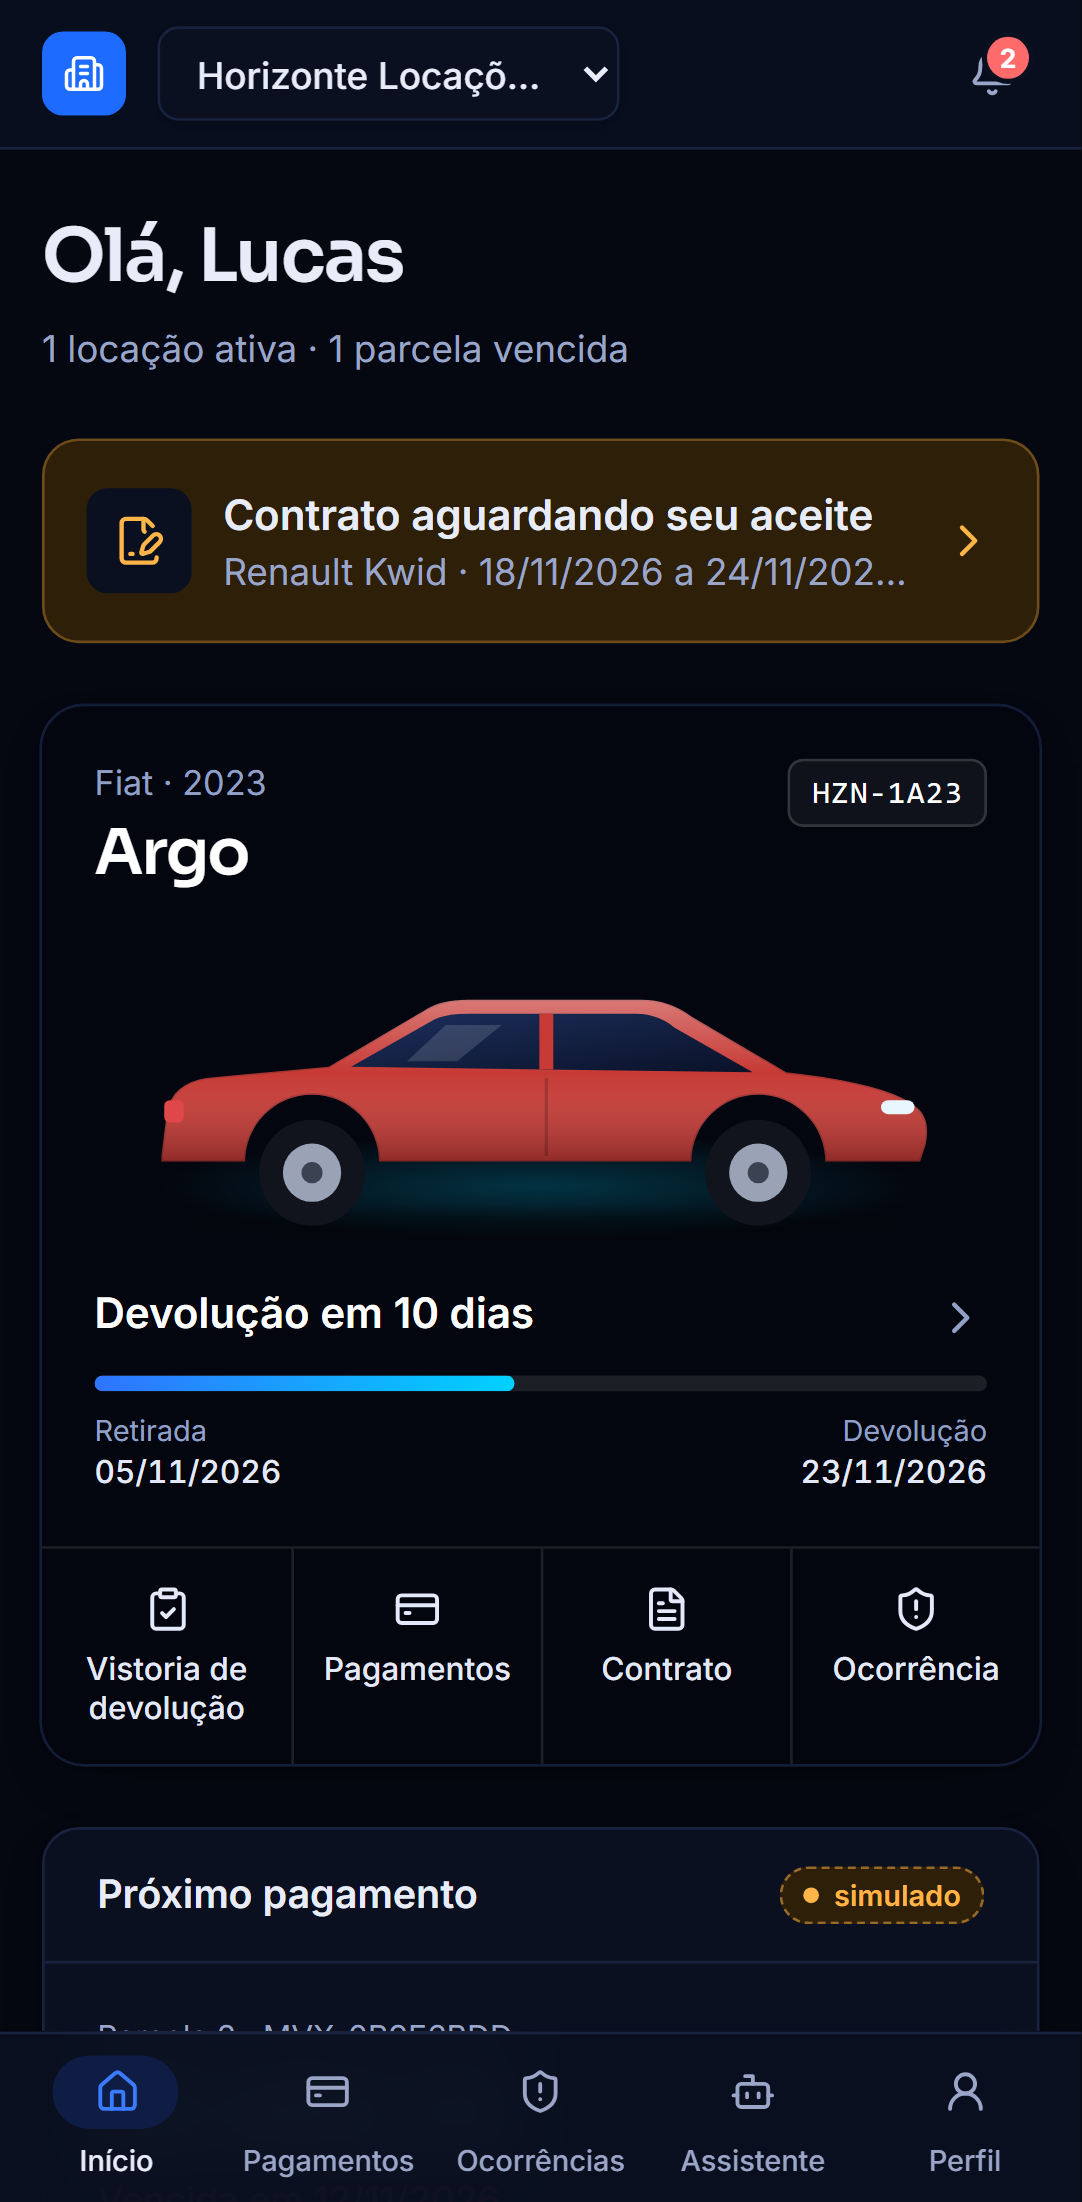 Horizonte Locaçõ...
2
Olá, Lucas
1 locação ativa · 1 parcela vencida
Contrato aguardando seu aceite
Renault Kwid · 18/11/2026 a 24/11/202...
Fiat · 2023
HZN-1A23
Argo
Devolução em 10 dias
Retirada
Devolução
05/11/2026
23/11/2026
Vistoria de
devolução
Pagamentos
Contrato
Ocorrência
Próximo pagamento
simulado
Início
Pagamentos
Ocorrências
Assistente
Perfil